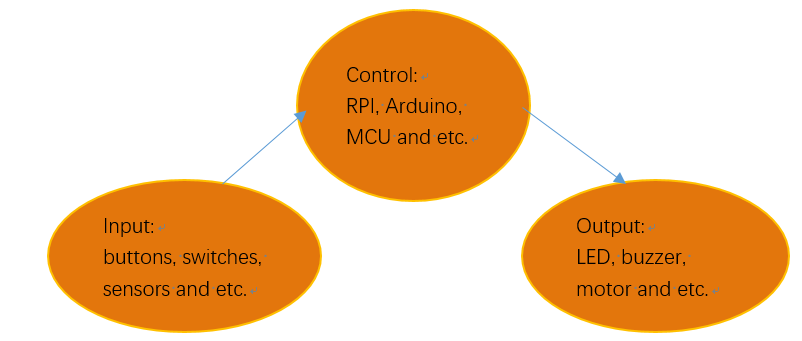 Control:
RPI, Arduino,
MCU and etc.
Input:
buttons, switches,
sensors and etc.
Output:
LED, buzzer,
motor and etc.